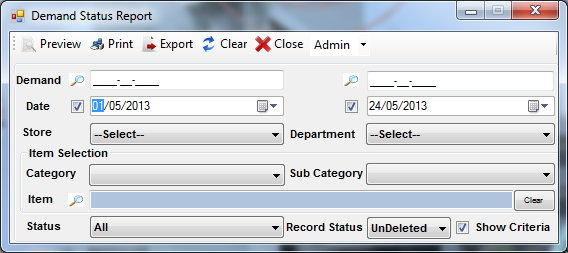 Demand Status Report
Preview Print Export Clear Close Admin
Demand ____-__-____ ____-__-____
Date 01/05/2013 24/05/2013
Store --Select-- Department --Select--
Item Selection
Category Sub Category
Item Clear
Status All Record Status UnDeleted Show Criteria